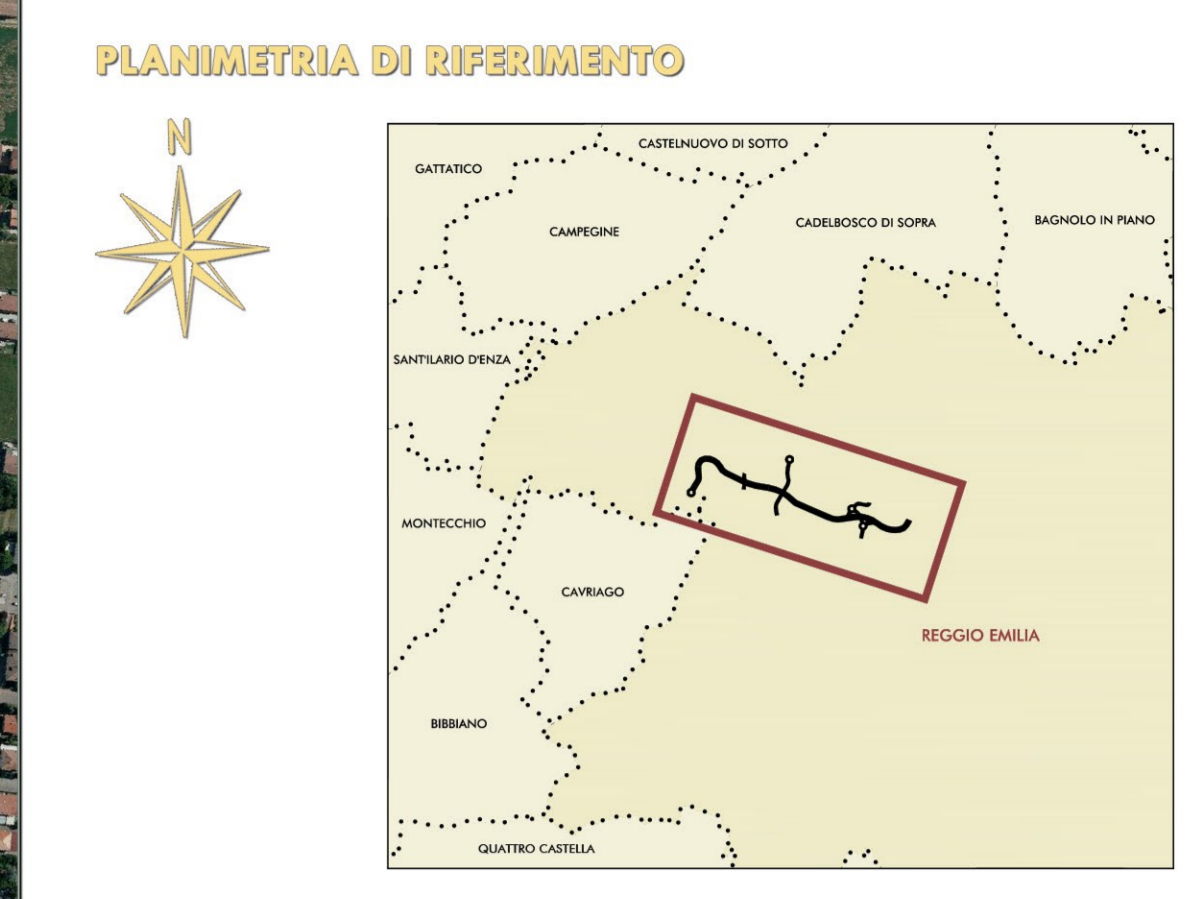 PLANIMETRIA DI RIFERIMENTO
N
CASTELNUOVO DI SOTTO
GATTATICO
CAMPEGINE
CADELBOSCO DI SOPRA
BAGNOLO IN PIANO
SANT'ILARIO D'ENZA
MONTECCHIO
CAVRIAGO
REGGIO EMILIA
BIBBIANO
QUATTRO CASTELLA